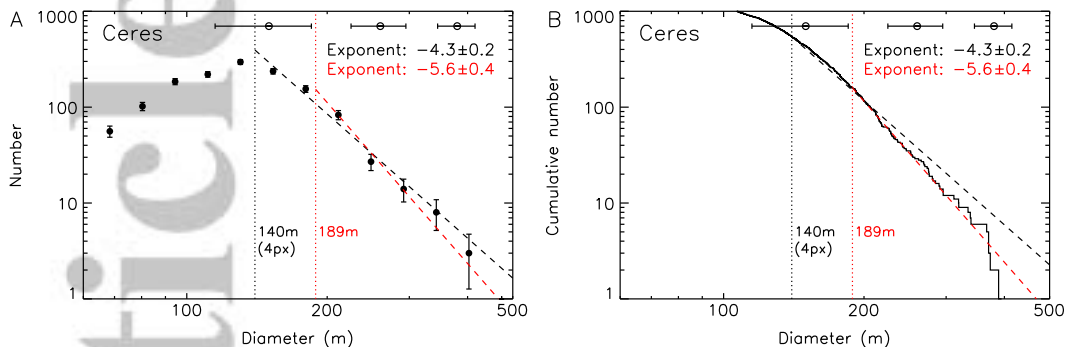 A
Ceres
Exponent: −4.3±0.2
Exponent: −5.6±0.4
1000
100
10
1
Number
140m
(4px)
189m
100
200
500
Diameter (m)
B
Ceres
Exponent: −4.3±0.2
Exponent: −5.6±0.4
1000
100
10
1
Cumulative number
140m
(4px)
189m
100
200
500
Diameter (m)
ticle